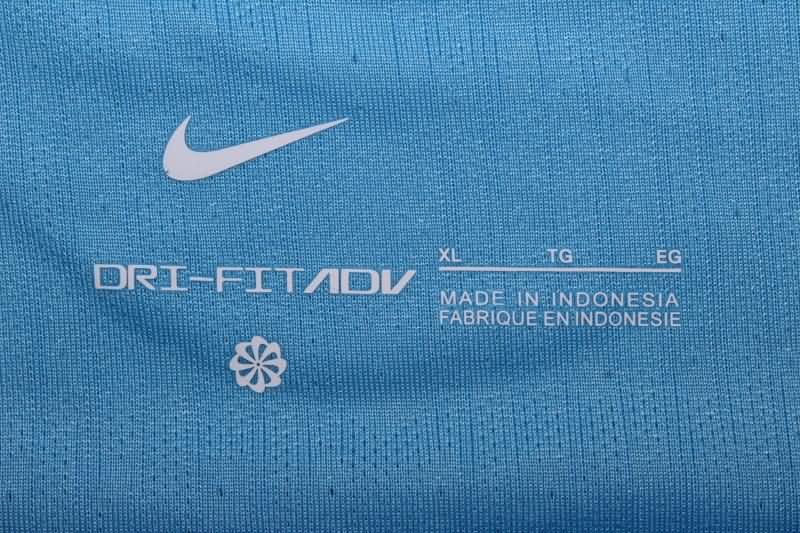 DRI-FIT ADV
XL TG EG
MADE IN INDONESIA
FABRIQUE EN INDONESIE